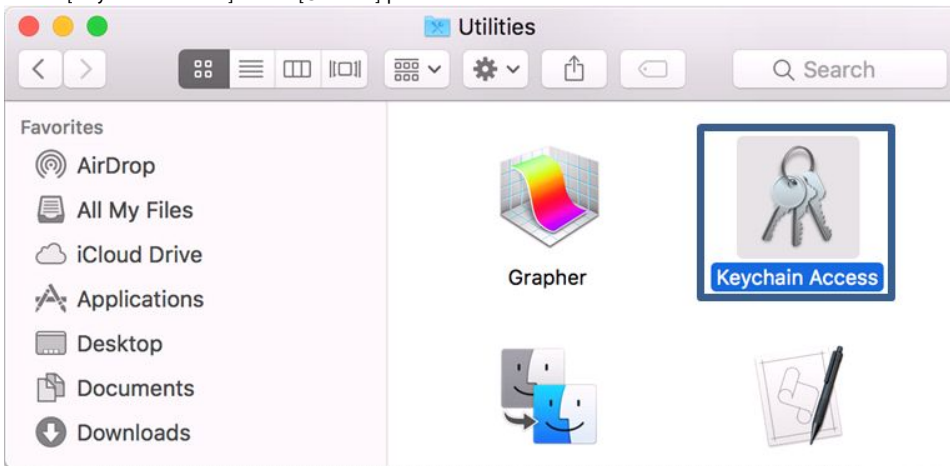 Utilities
Search
Favorites
AirDrop
All My Files
iCloud Drive
Applications
Desktop
Documents
Downloads
Grapher
Keychain Access